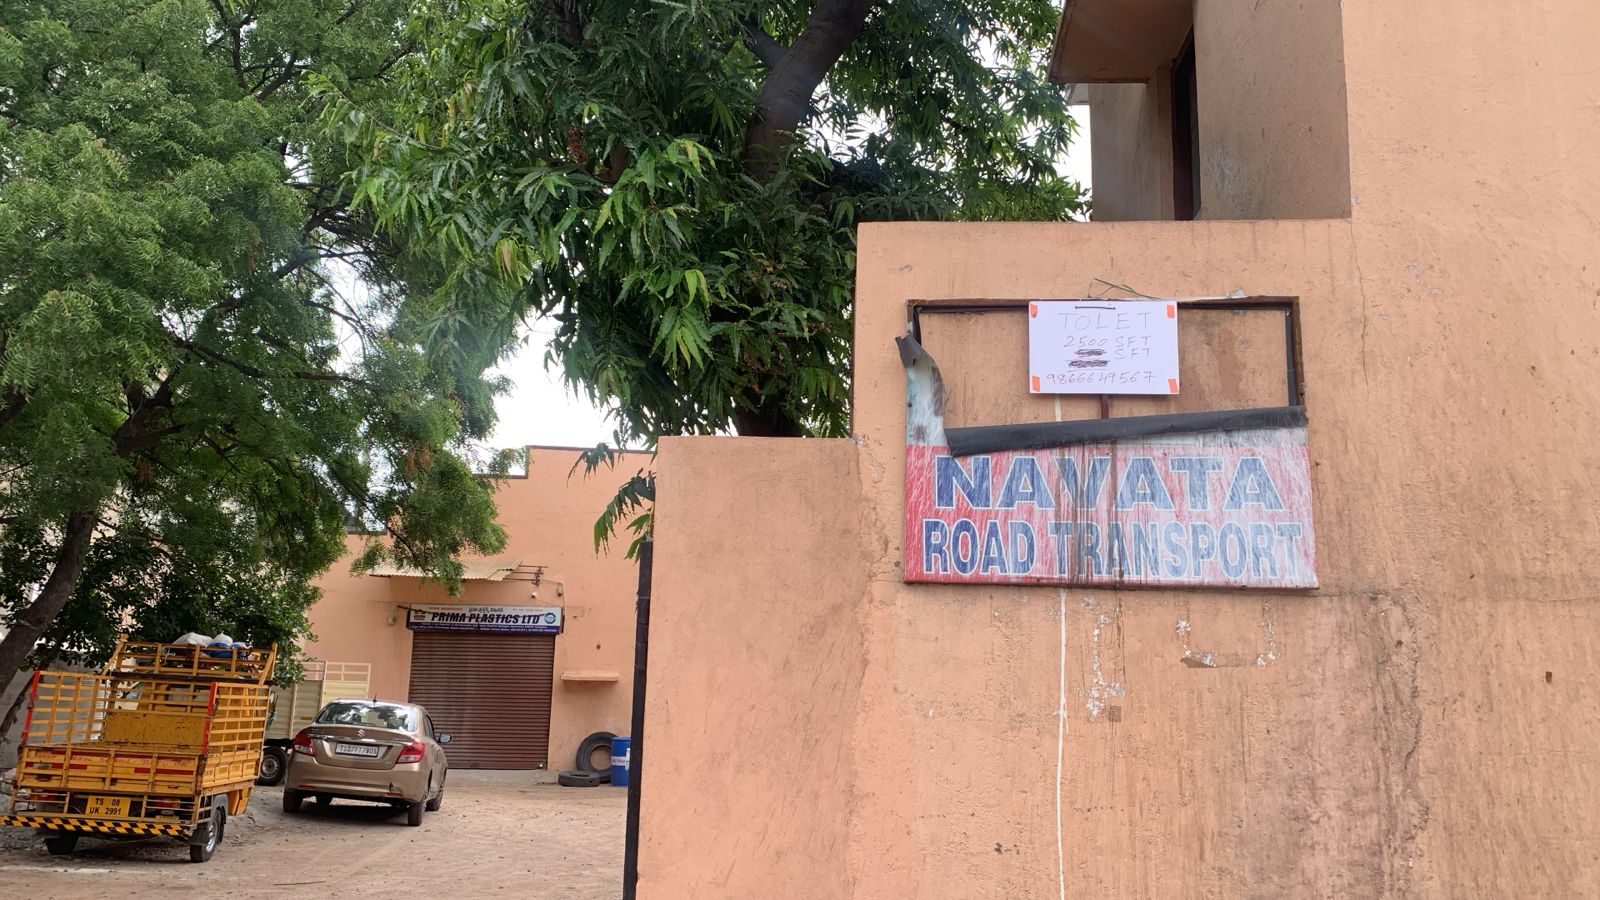 TOLET
2500 SFT
SFT
9866649567
NAVATA
ROAD TRANSPORT
PRIMA PLASTICS LTD
TS07FT7805
TS 08
UK 2991